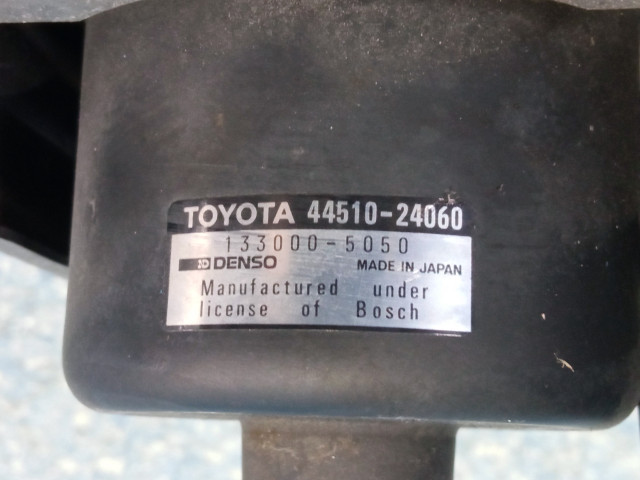 TOYOTA 44510-24060
133000-5050
DENSO MADE IN JAPAN
Manufactured under
license of Bosch